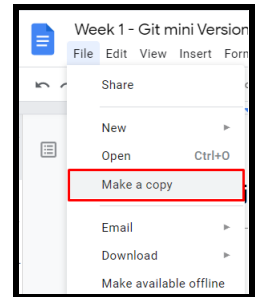 Week 1 - Git mini Version
File Edit View Insert Forn
Share
New
Open Ctrl+O
Make a copy
Email
Download
Make available offline